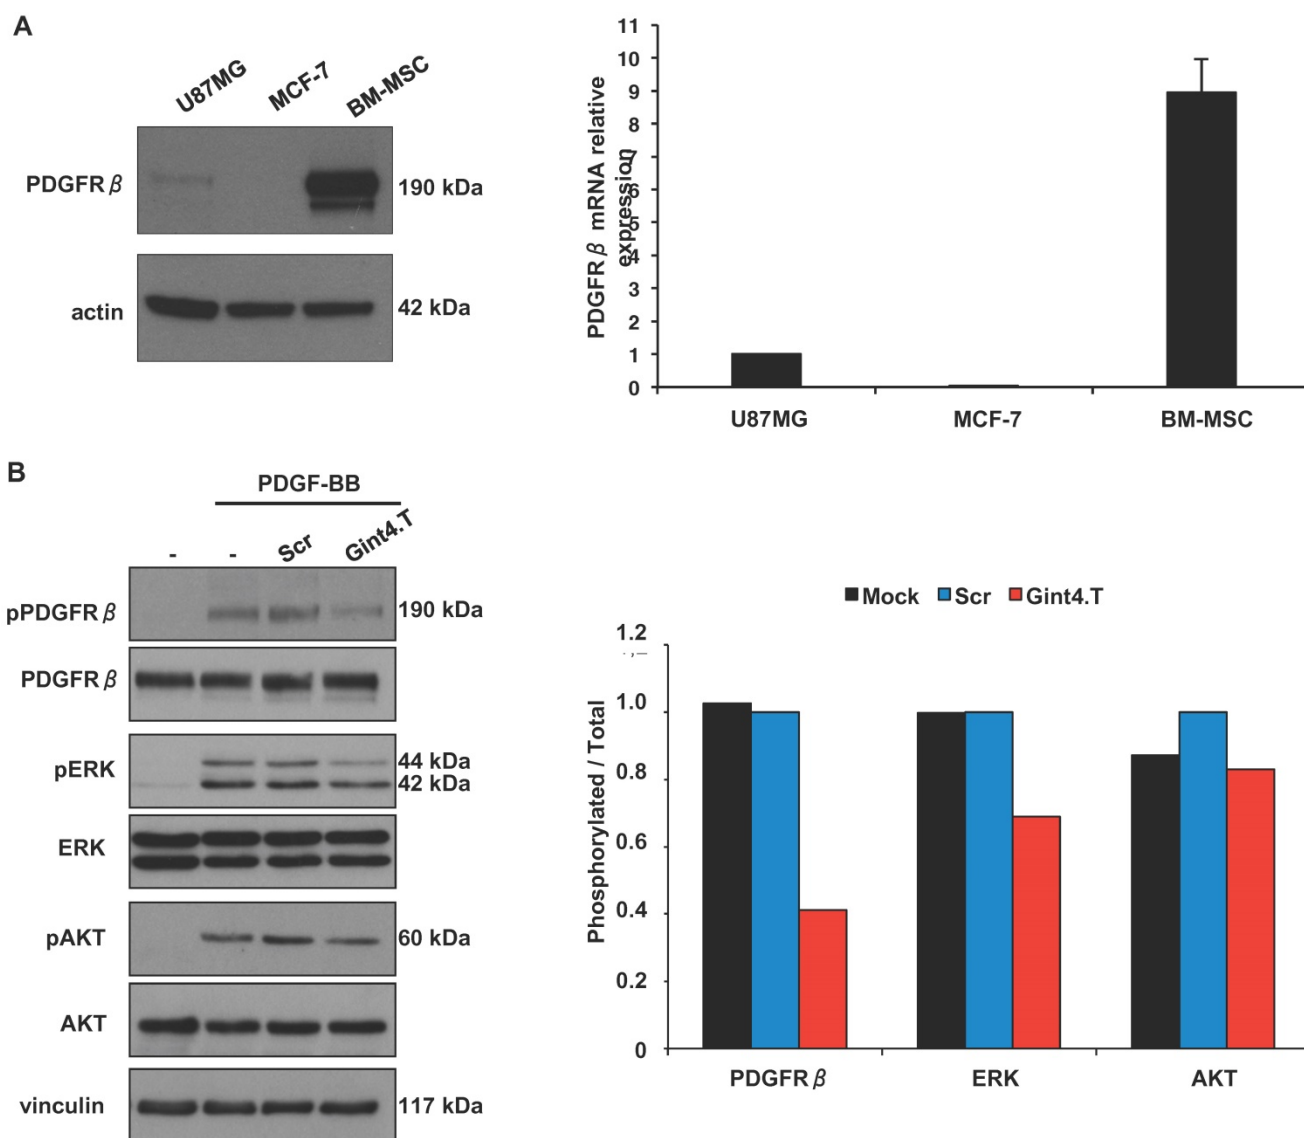 A
U87MG
MCF-7
BM-MSC
PDGFR β
190 kDa
actin
42 kDa
PDGFR β mRNA relative
expression
11
10
9
8
7
6
5
4
3
2
1
0
U87MG
MCF-7
BM-MSC
B
PDGF-BB
- - Scr Gint4.T
pPDGFR β
190 kDa
PDGFR β
pERK
44 kDa
42 kDa
ERK
pAKT
60 kDa
AKT
vinculin
117 kDa
Mock Scr Gint4.T
Phosphorylated / Total
1.2
1.0
0.8
0.6
0.4
0.2
0
PDGFR β
ERK
AKT